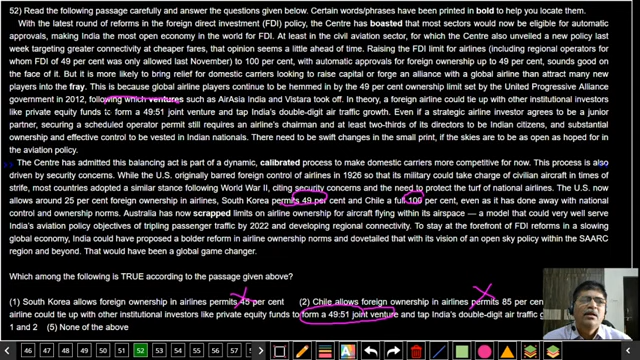 52) Read the following passage carefully and answer the questions given below. Certain words/phrases have been printed in bold to help you locate them.
With the latest round of reforms in the foreign direct investment (FDI) policy, the Centre has boasted that most sectors would now be eligible for automatic
approvals, making India the most open economy in the world for FDI. At least in the civil aviation sector, for which the Centre also unveiled a new policy last
week targeting greater connectivity at cheaper fares, that opinion seems a little ahead of time. Raising the FDI limit for airlines (including regional operators for
whom FDI of 49 per cent was only allowed last November) to 100 per cent, with automatic approvals for foreign ownership up to 49 per cent, sounds good on
the face of it. But it is more likely to bring relief for domestic carriers looking to raise capital or forge an alliance with a global airline than attract many new
players into the fray. This is because global airline players continue to be hemmed in by the 49 per cent ownership limit set by the United Progressive Alliance
government in 2012, following which ventures such as AirAsia India and Vistara took off. In theory, a foreign airline could tie up with other institutional investors
like private equity funds to form a 49:51 joint venture and tap India's double-digit air traffic growth. Even if a strategic airline investor agrees to be a junior
partner, securing a scheduled operator permit still requires an airline's chairman and at least two-thirds of its directors to be Indian citizens, and substantial
ownership and effective control to be vested in Indian nationals. There need to be swift changes in the small print, if the skies are to be as open as hoped for in
the aviation policy.
The Centre has admitted this balancing act is part of a dynamic, calibrated process to make domestic carriers more competitive for now. This process is also
driven by security concerns. While the U.S. originally barred foreign control of airlines in 1926 so that its military could take charge of civilian aircraft in times of
strife, most countries adopted a similar stance following World War II, citing security concerns and the need to protect the turf of national airlines. The U.S. now
allows around 25 per cent foreign ownership in airlines, South Korea permits 49 per cent and Chile a full 100 per cent, even as it has done away with national
control and ownership norms. Australia has now scrapped limits on airline ownership for aircraft flying within its airspace — a model that could very well serve
India's aviation policy objectives of tripling passenger traffic by 2022 and developing regional connectivity. To stay at the forefront of FDI reforms in a slowing
global economy, India could have proposed a bolder reform in airline ownership norms and dovetailed that with its vision of an open sky policy within the SAARC
region and beyond. That would have been a global game changer.
Which among the following is TRUE according to the passage given above?
(1) South Korea allows foreign ownership in airlines permits 45 per cent (2) Chile allows foreign ownership in airlines permits 85 per cent
airline could tie up with other institutional investors like private equity funds to form a 49:51 joint venture and tap India's double-digit air traffic
1 and 2 (5) None of the above
46 47 48 49 50 51 52 53 54 55 56 57 58 59 60